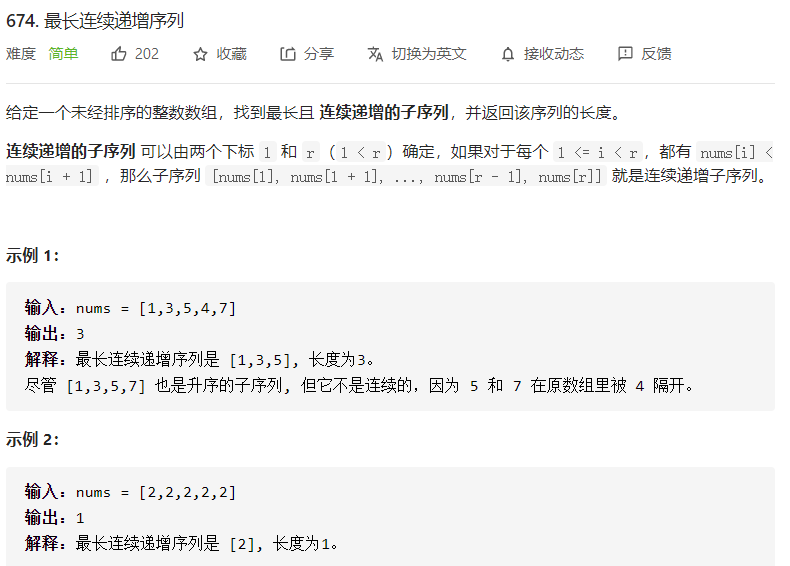 674. 最长连续递增序列
难度 简单 202 收藏 分享 切换为英文 接收动态 反馈
给定一个未经排序的整数数组，找到最长且 连续递增的子序列，并返回该序列的长度。
连续递增的子序列 可以由两个下标 l 和 r（l < r）确定，如果对于每个 l <= i < r，都有 nums[i] <
nums[i + 1] ，那么子序列 [nums[l], nums[l + 1], ..., nums[r - 1], nums[r]] 就是连续递增子序列。
示例 1：
输入：nums = [1,3,5,4,7]
输出：3
解释：最长连续递增序列是 [1,3,5], 长度为3。
尽管 [1,3,5,7] 也是升序的子序列, 但它不是连续的，因为 5 和 7 在原数组里被 4 隔开。
示例 2：
输入：nums = [2,2,2,2,2]
输出：1
解释：最长连续递增序列是 [2], 长度为1。